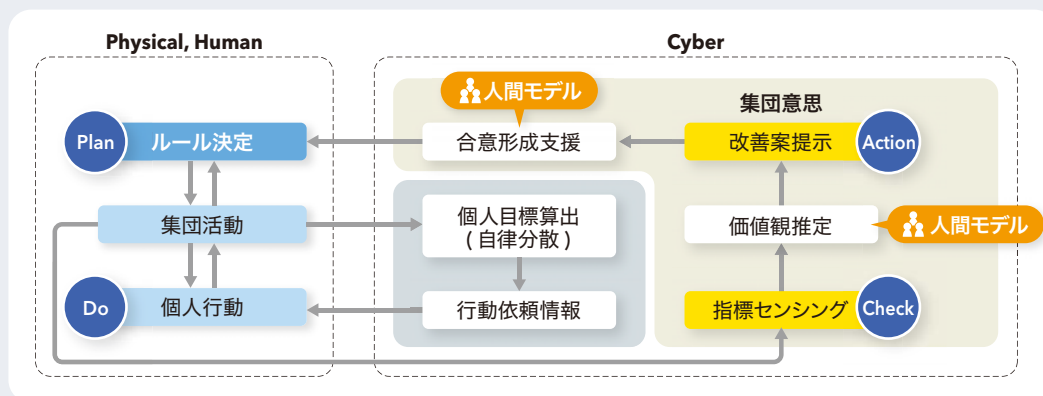 Physical, Human
Cyber
人間モデル
集団意思
Plan
ルール決定
合意形成支援
改善案提示
Action
集団活動
個人目標算出
(自律分散)
価値観推定
人間モデル
Do
個人行動
行動依頼情報
指標センシング
Check